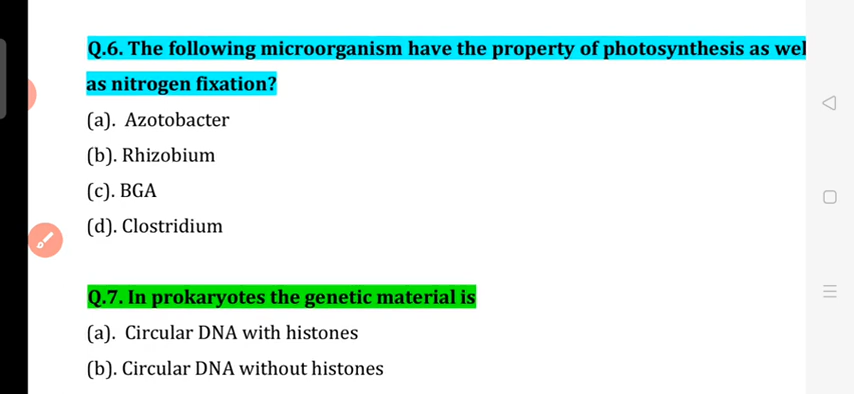 Q.6. The following microorganism have the property of photosynthesis as wel
as nitrogen fixation?
(a). Azotobacter
(b). Rhizobium
(c). BGA
(d). Clostridium
Q.7. In prokaryotes the genetic material is
(a). Circular DNA with histones
(b). Circular DNA without histones